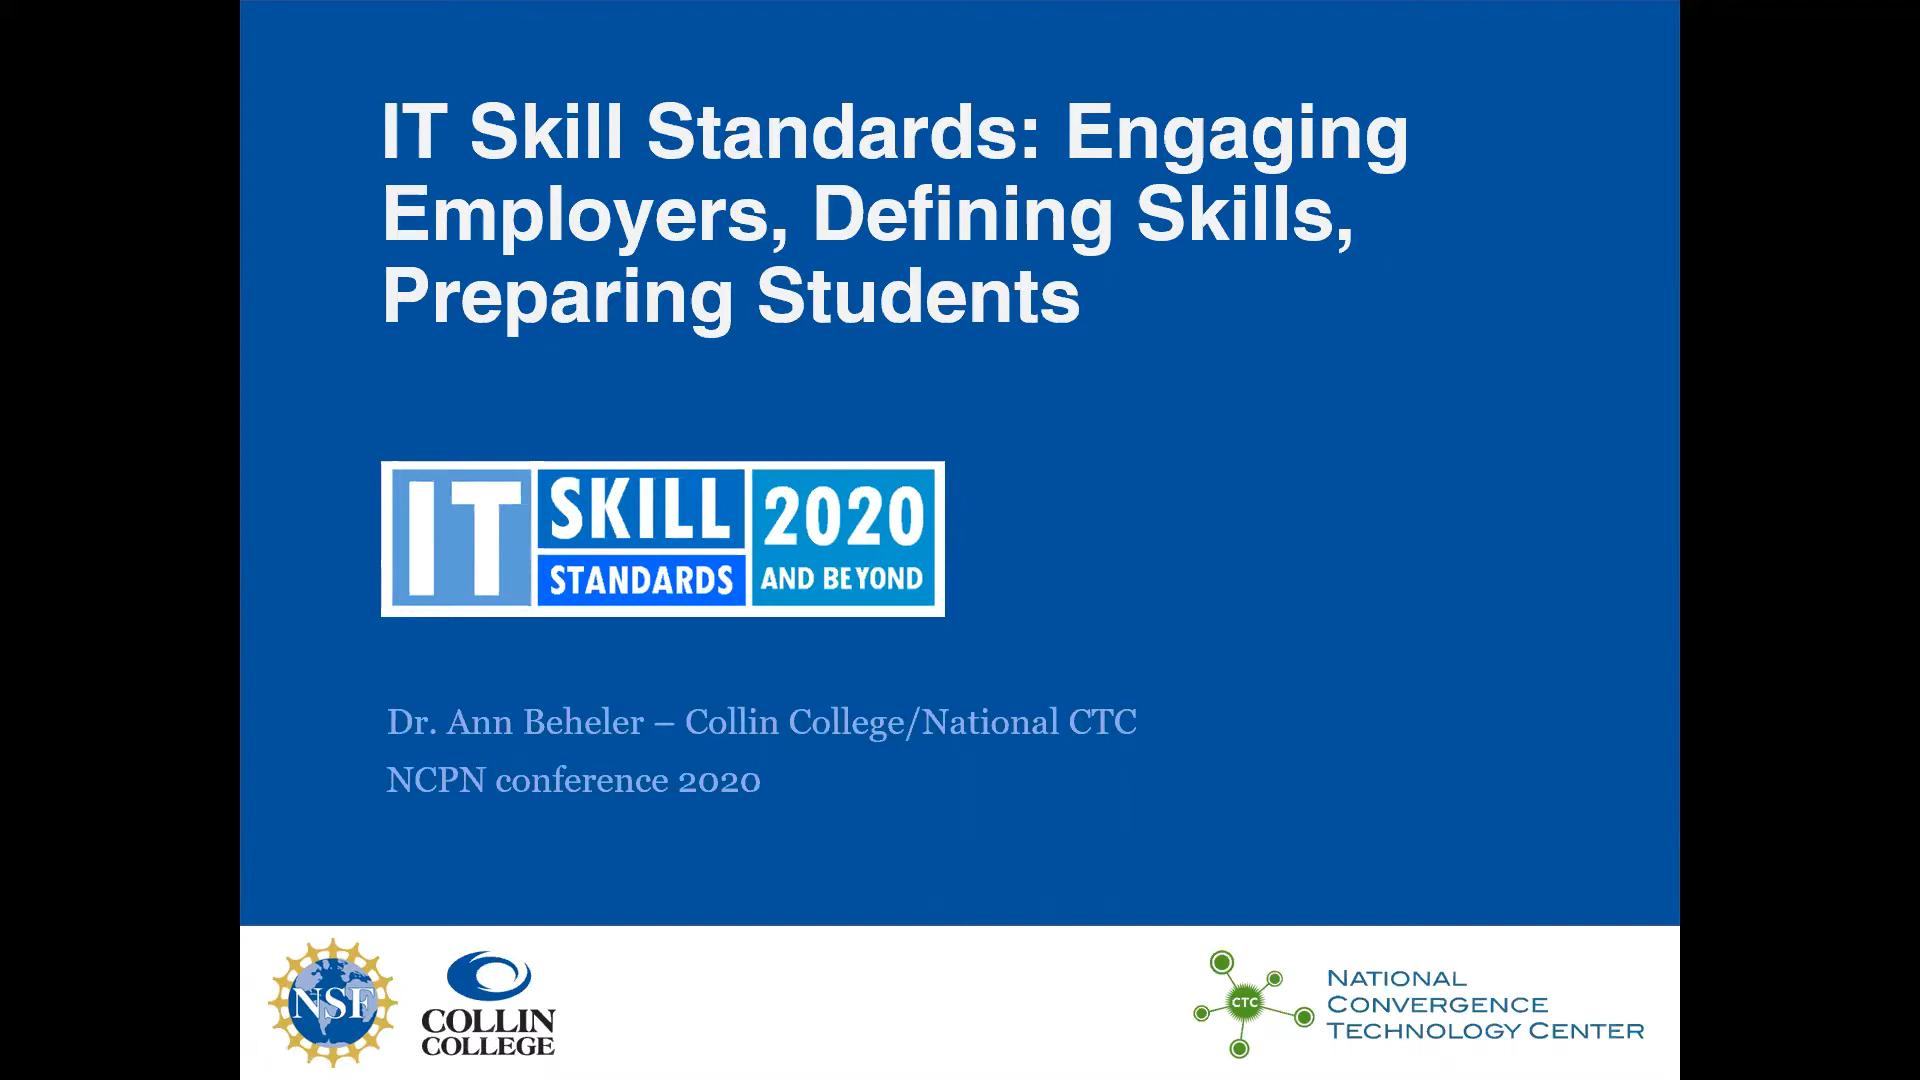 IT Skill Standards: Engaging
Employers, Defining Skills,
Preparing Students
IT SKILL STANDARDS 2020 AND BEYOND
Dr. Ann Beheler – Collin College/National CTC
NCPN conference 2020
NSF
COLLIN
COLLEGE
CTC
NATIONAL
CONVERGENCE
TECHNOLOGY CENTER